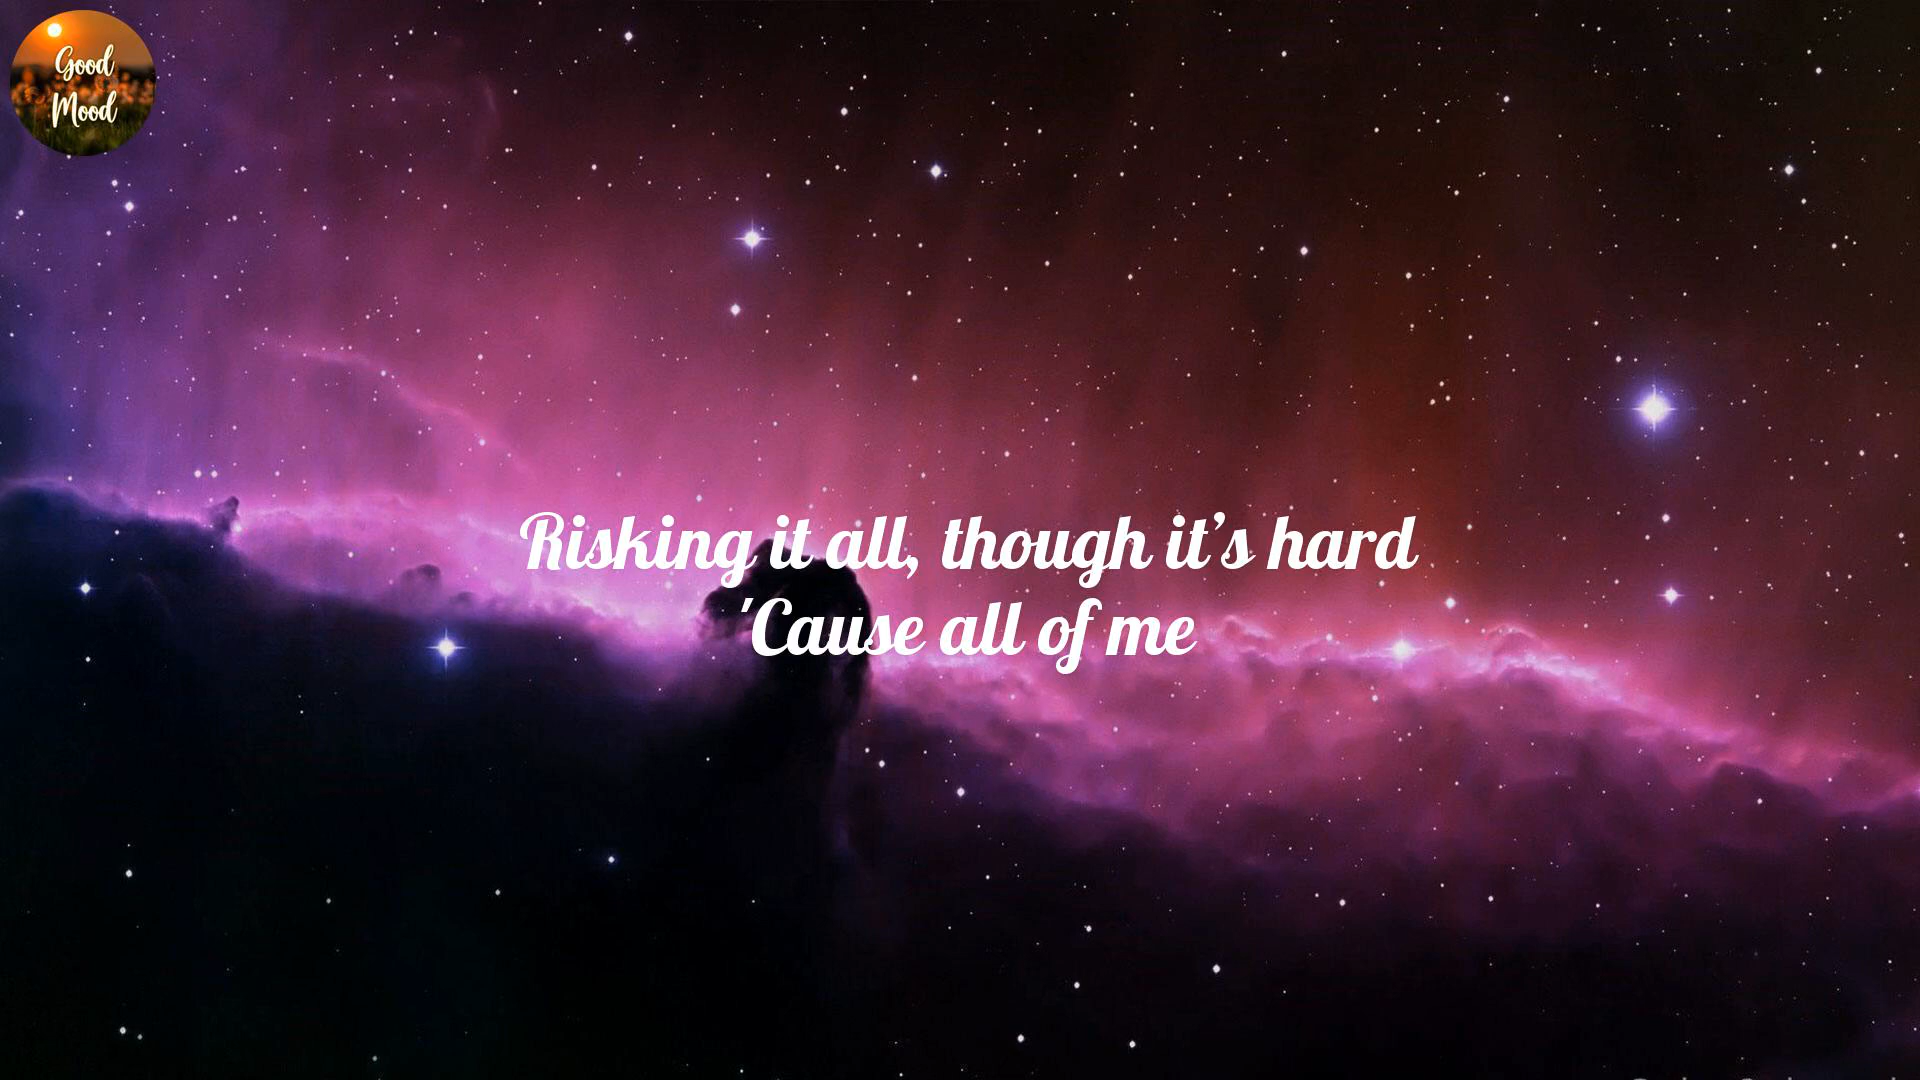 Good
Mood
Risking it all, though it’s hard
'Cause all of me